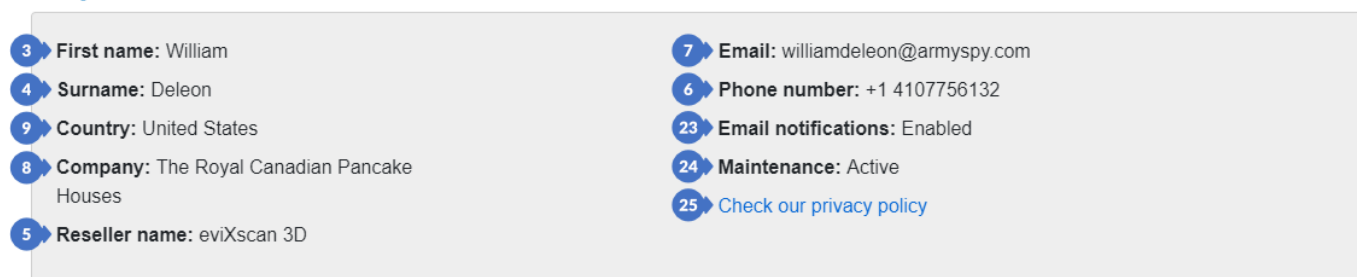 3 First name: William
4 Surname: Deleon
9 Country: United States
8 Company: The Royal Canadian Pancake
Houses
5 Reseller name: eviXscan 3D
7 Email: williamdeleon@armyspy.com
6 Phone number: +1 4107756132
23 Email notifications: Enabled
24 Maintenance: Active
25 Check our privacy policy